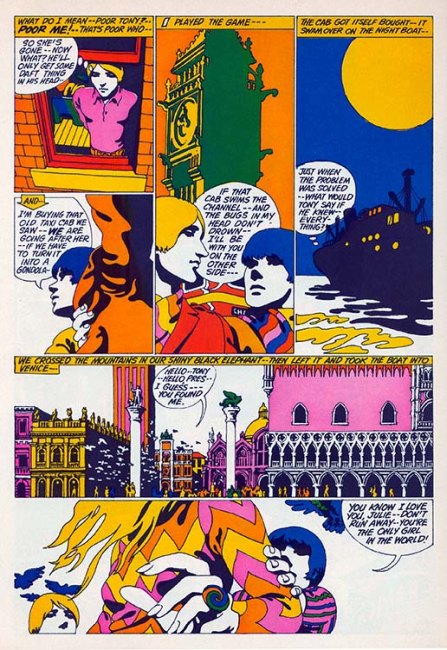 WHAT DO I MEAN--POOR TONY?--
POOR ME!--THAT'S POOR WHO--
SO SHE'S
GONE--NOW
WHAT? HE'LL
ONLY GET SOME
DAFT THING
IN HIS HEAD--
AND--
I'M BUYING THAT
OLD TAXI CAB WE
SAW--WE ARE
GOING AFTER HER
--IF WE HAVE
TO TURN IT
INTO A
GONDOLA-
I PLAYED THE GAME---
IF THAT
CAB SWIMS THE
CHANNEL--AND
THE BUGS IN MY
HEAD DON'T
DROWN--
I'LL BE
WITH YOU
ON THE
OTHER
SIDE---
THE CAB GOT ITSELF BOUGHT--IT
SWAM OVER ON THE NIGHT BOAT--
JUST WHEN
THE PROBLEM
WAS SOLVED
--WHAT WOULD
TONY SAY IF
HE KNEW--
EVERY-
THING?
WE CROSSED THE MOUNTAINS IN OUR SHINY BLACK ELEPHANT--THEN LEFT IT AND TOOK THE BOAT INTO
VENICE--
HELLO--TONY
--HELLO, PRES--
I GUESS----
YOU FOUND
ME.
YOU KNOW I LOVE
YOU, JULIE--DON'T
RUN AWAY--YOU'RE
THE ONLY GIRL
IN THE WORLD!